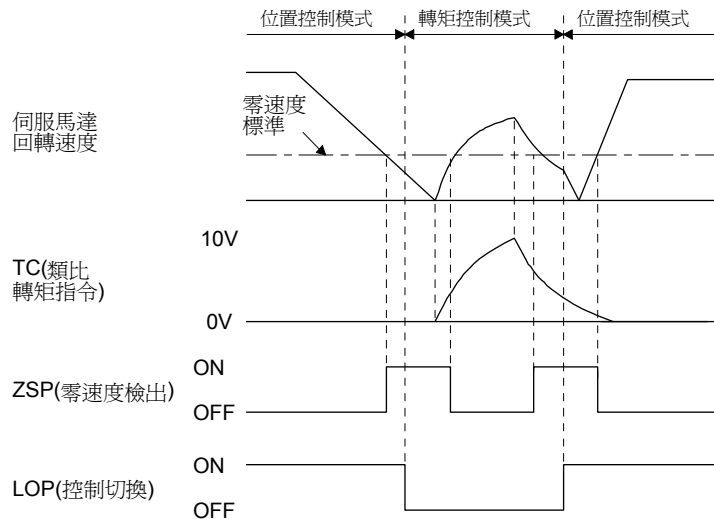 位置控制模式 轉矩控制模式 位置控制模式
零速度
標準
伺服馬達
回轉速度
10V
TC(類比
轉矩指令)
0V
ON
ZSP(零速度檢出)
OFF
ON
LOP(控制切換)
OFF